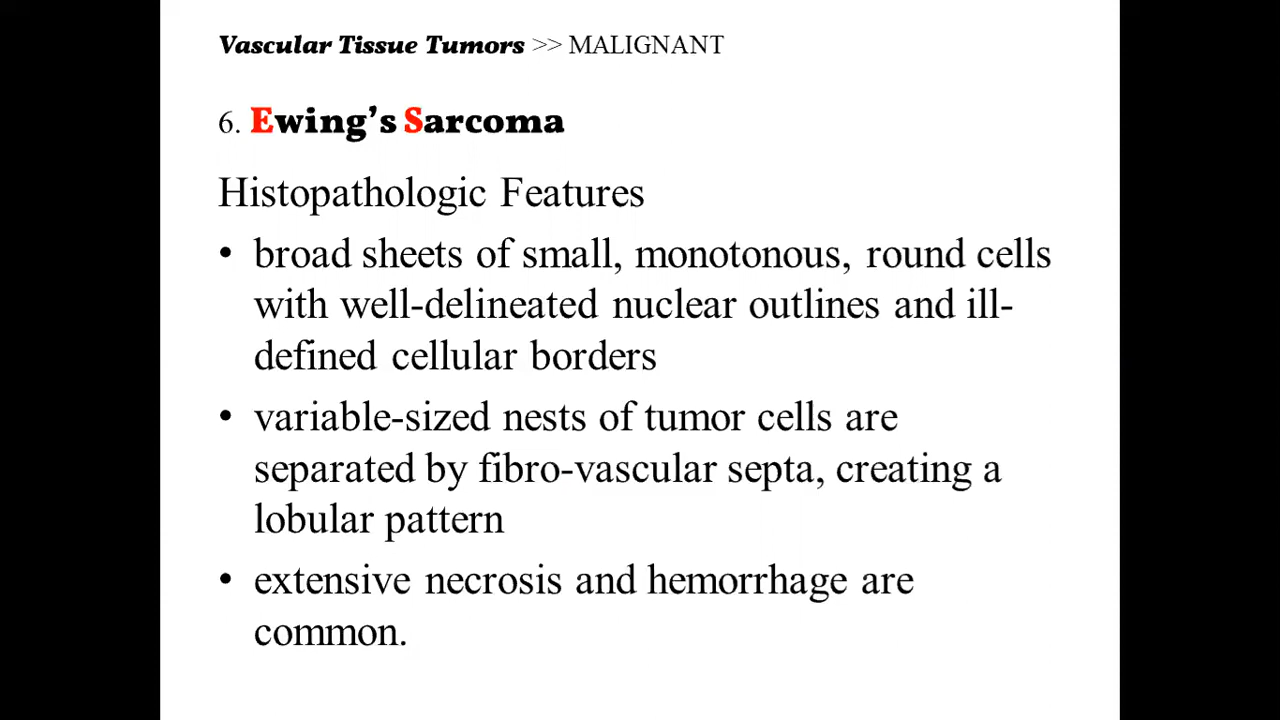 Vascular Tissue Tumors >> MALIGNANT
6. Ewing’s Sarcoma
Histopathologic Features
• broad sheets of small, monotonous, round cells
with well-delineated nuclear outlines and ill-
defined cellular borders
• variable-sized nests of tumor cells are
separated by fibro-vascular septa, creating a
lobular pattern
• extensive necrosis and hemorrhage are
common.